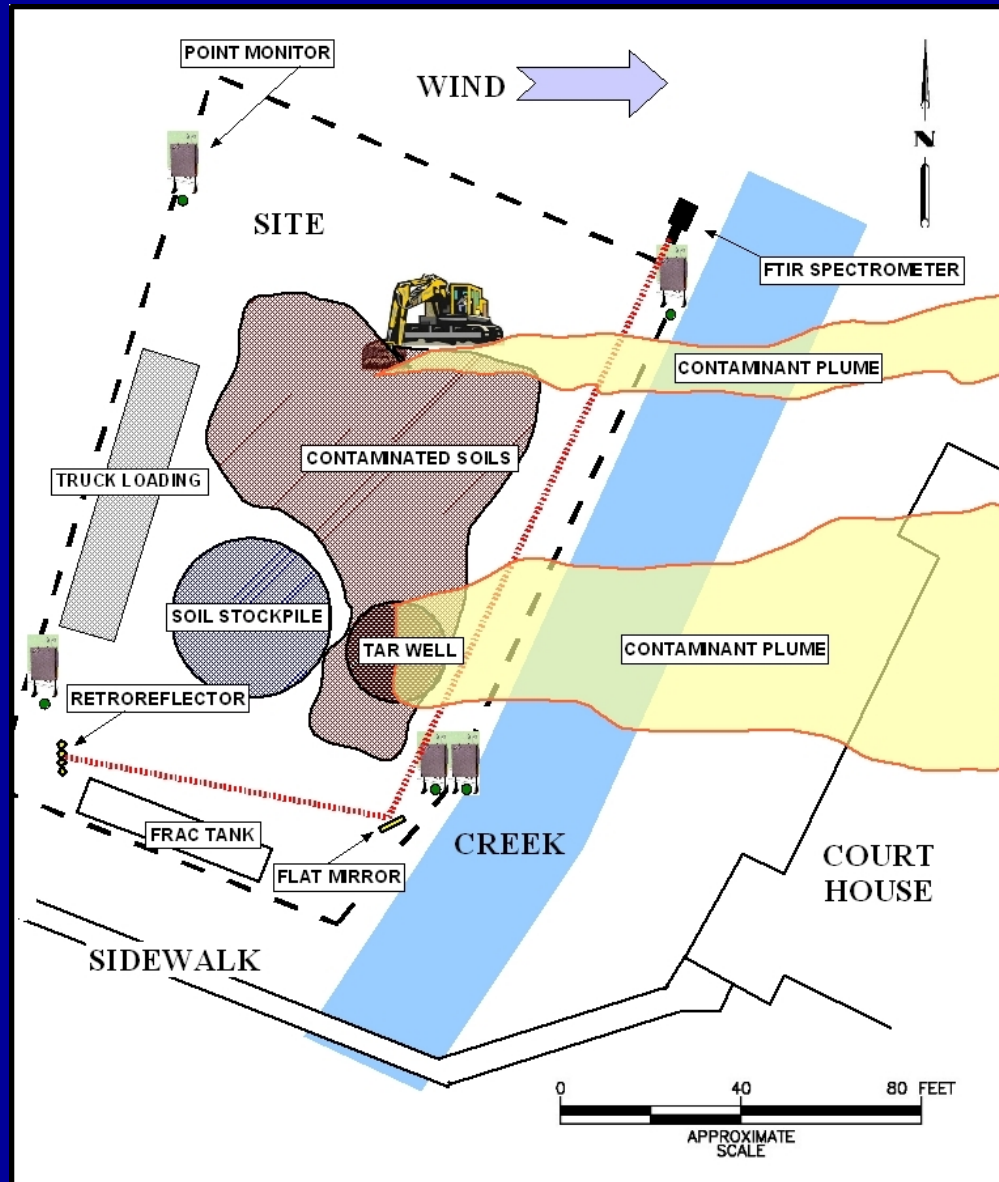 POINT MONITOR
WIND
N
SITE
FTIR SPECTROMETER
CONTAMINANT PLUME
CONTAMINATED SOILS
TRUCK LOADING
SOIL STOCKPILE
TAR WELL
CONTAMINANT PLUME
RETROREFLECTOR
FRAC TANK
FLAT MIRROR
CREEK
COURT
HOUSE
SIDEWALK
0 40 80 FEET
APPROXIMATE
SCALE